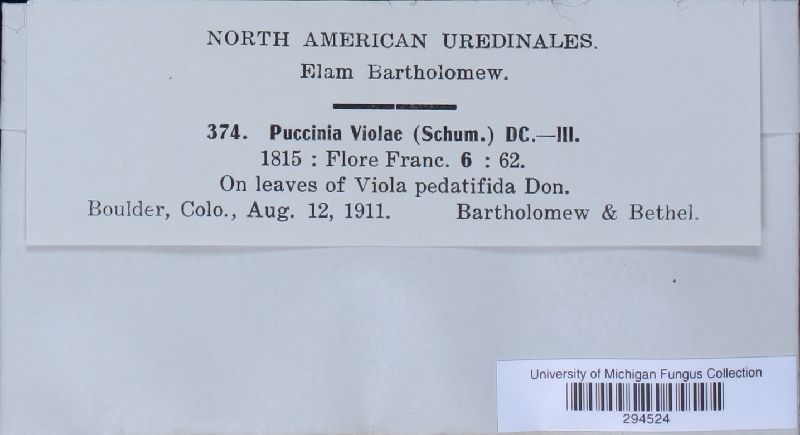 NORTH AMERICAN UREDINALES.
Elam Bartholomew.
374. Puccinia Violae (Schum.) DC.—III.
1815 : Flore Franc. 6 : 62.
On leaves of Viola pedatifida Don.
Boulder, Colo., Aug. 12, 1911. Bartholomew & Bethel.
University of Michigan Fungus Collection
294524